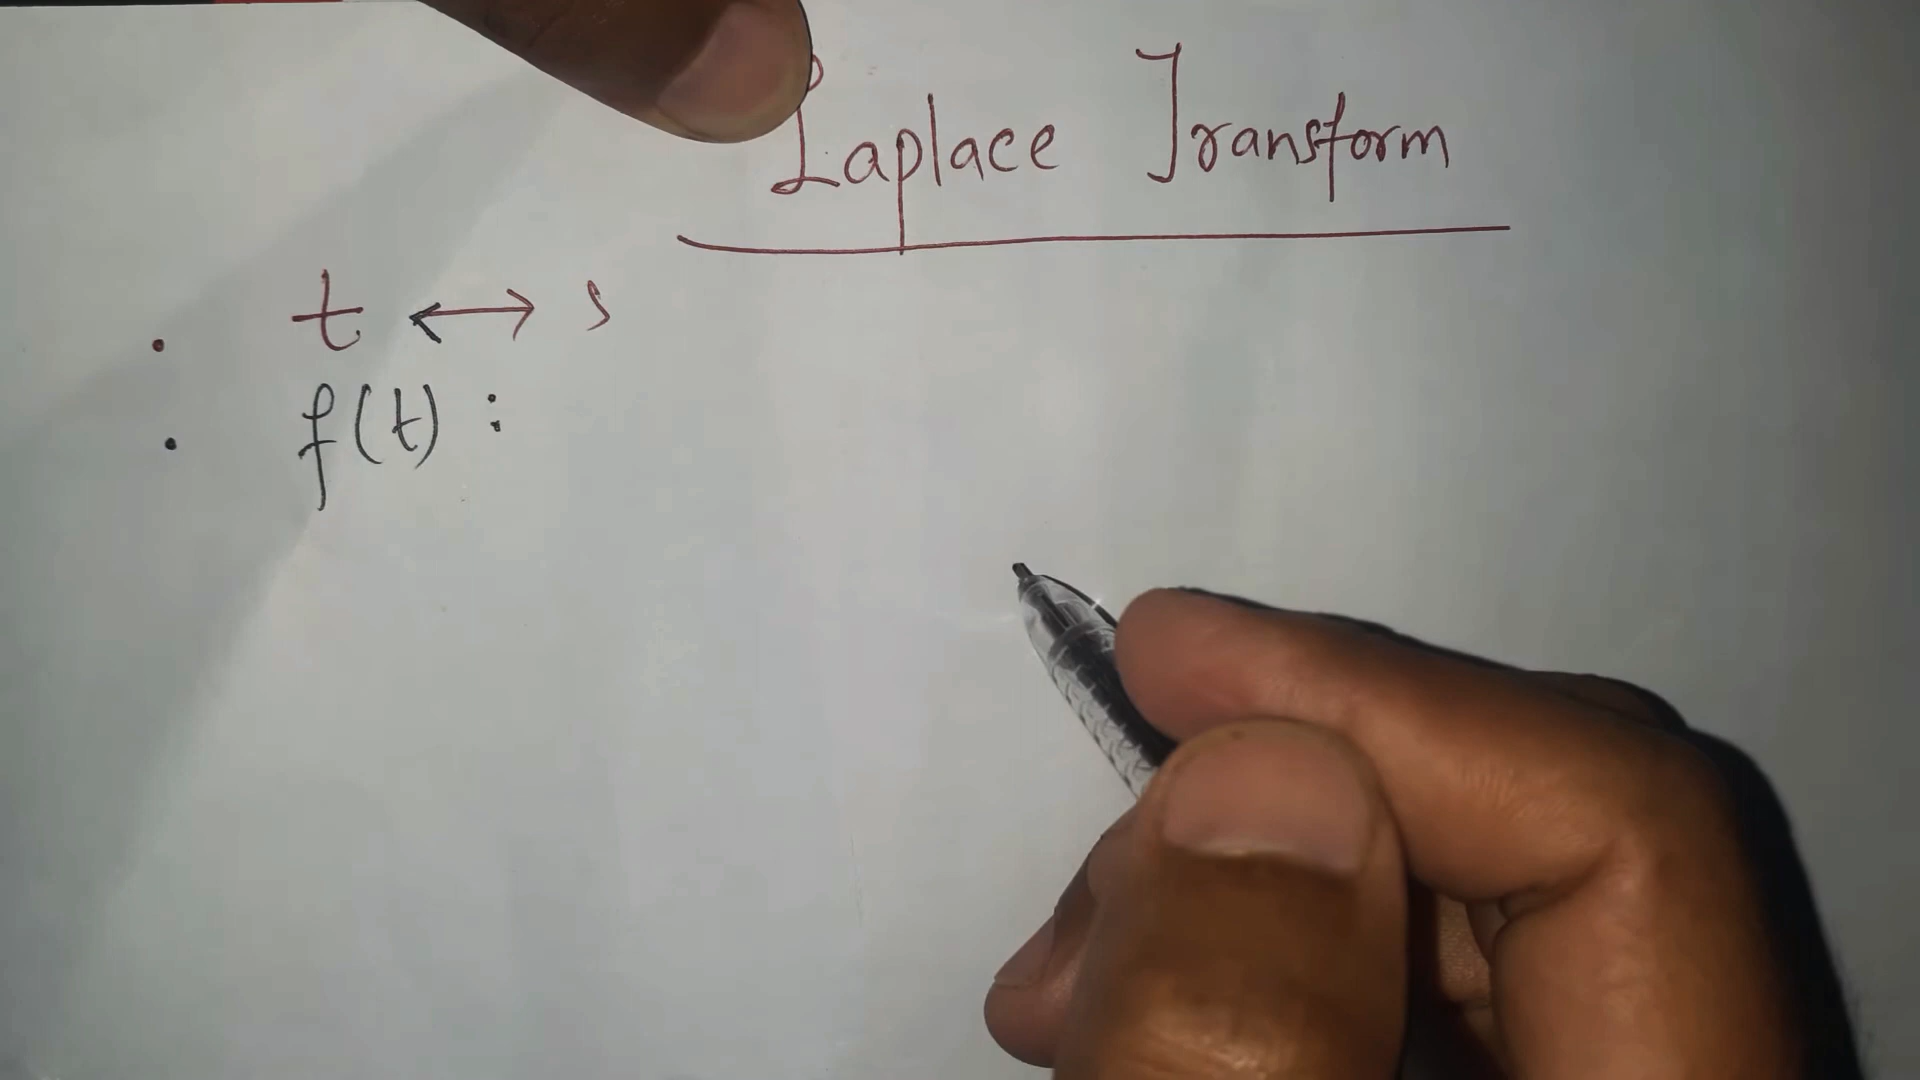 Laplace Transform
. t ↔ s
. f(t) :